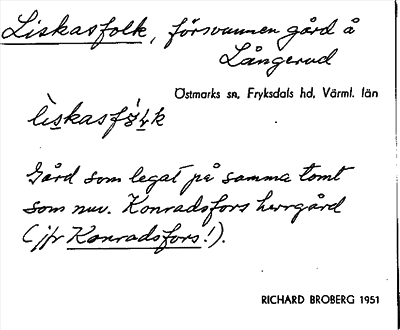 Liskasfolk, försvunnen gård å
Långerud
Östmarks sn, Fryksdals hd, Värml. län
Gård som legat på samma tomt
som nuv. Konradsfors herrgård
(jfr Konradsfors!).
RICHARD BROBERG 1951